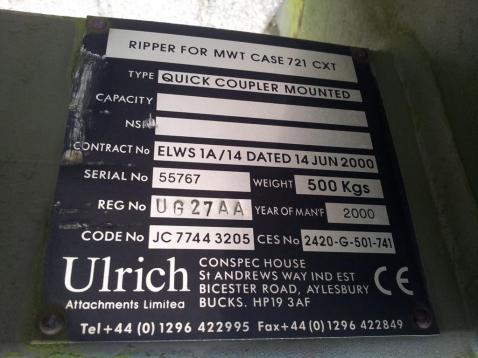 RIPPER FOR MWT CASE 721 CXT
TYPE QUICK COUPLER MOUNTED
CAPACITY
NSN
CONTRACT No ELWS 1A/14 DATED 14 JUN 2000
SERIAL No 55767 WEIGHT 500 Kgs
REG No UG27AA YEAR OF MAN'F 2000
CODE No JC 7744 3205 CES No 2420-G-501-741
Ulrich
Attachments Limited
CONSPEC HOUSE
St ANDREWS WAY IND EST
BICESTER ROAD, AYLESBURY
BUCKS. HP19 3AF
CE
Tel+44 (0) 1296 422995 Fax+44 (0) 1296 422849